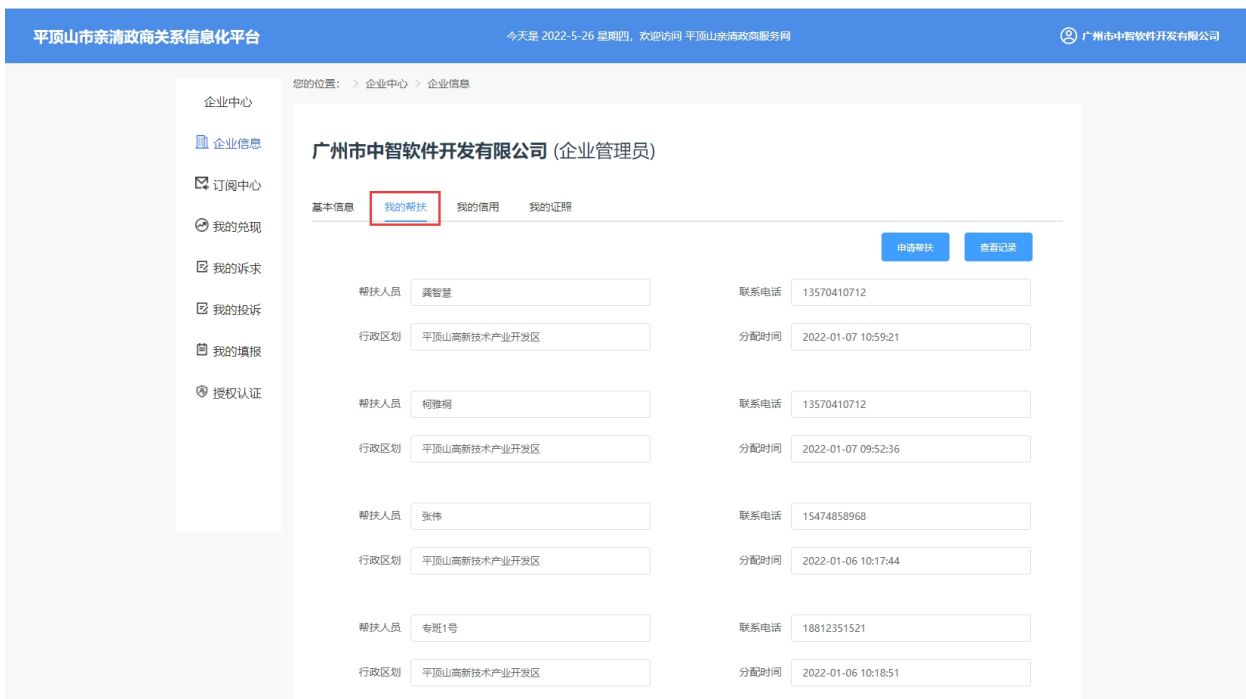 平顶山市亲清政商关系信息化平台 今天是 2022-5-26 星期四，欢迎访问 平顶山亲清政商服务网 广州市中智软件开发有限公司
您的位置： > 企业中心 > 企业信息
企业中心
企业信息
订阅中心
我的兑现
我的诉求
我的投诉
我的填报
授权认证
广州市中智软件开发有限公司 (企业管理员)
基本信息 我的帮扶 我的信用 我的证照
申请帮扶 查看记录
帮扶人员 龚智慧 联系电话 13570410712
行政区划 平顶山高新技术产业开发区 分配时间 2022-01-07 10:59:21
帮扶人员 柯雅桐 联系电话 13570410712
行政区划 平顶山高新技术产业开发区 分配时间 2022-01-07 09:52:36
帮扶人员 张伟 联系电话 15474858968
行政区划 平顶山高新技术产业开发区 分配时间 2022-01-06 10:17:44
帮扶人员 专班1号 联系电话 18812351521
行政区划 平顶山高新技术产业开发区 分配时间 2022-01-06 10:18:51